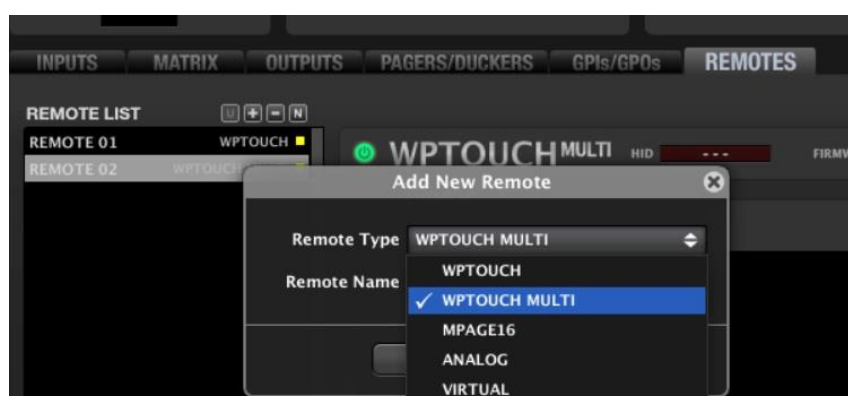 INPUTS MATRIX OUTPUTS PAGERS/DUCKERS GPIs/GPOs REMOTES
REMOTE LIST U + - N
REMOTE 01 WPTOUCH
WPTOUCH MULTI HID --- FIRMW
REMOTE 02 WPTOUCH
Add New Remote
Remote Type WPTOUCH MULTI
WPTOUCH
Remote Name
✓ WPTOUCH MULTI
MPAGE16
ANALOG
VIRTUAL